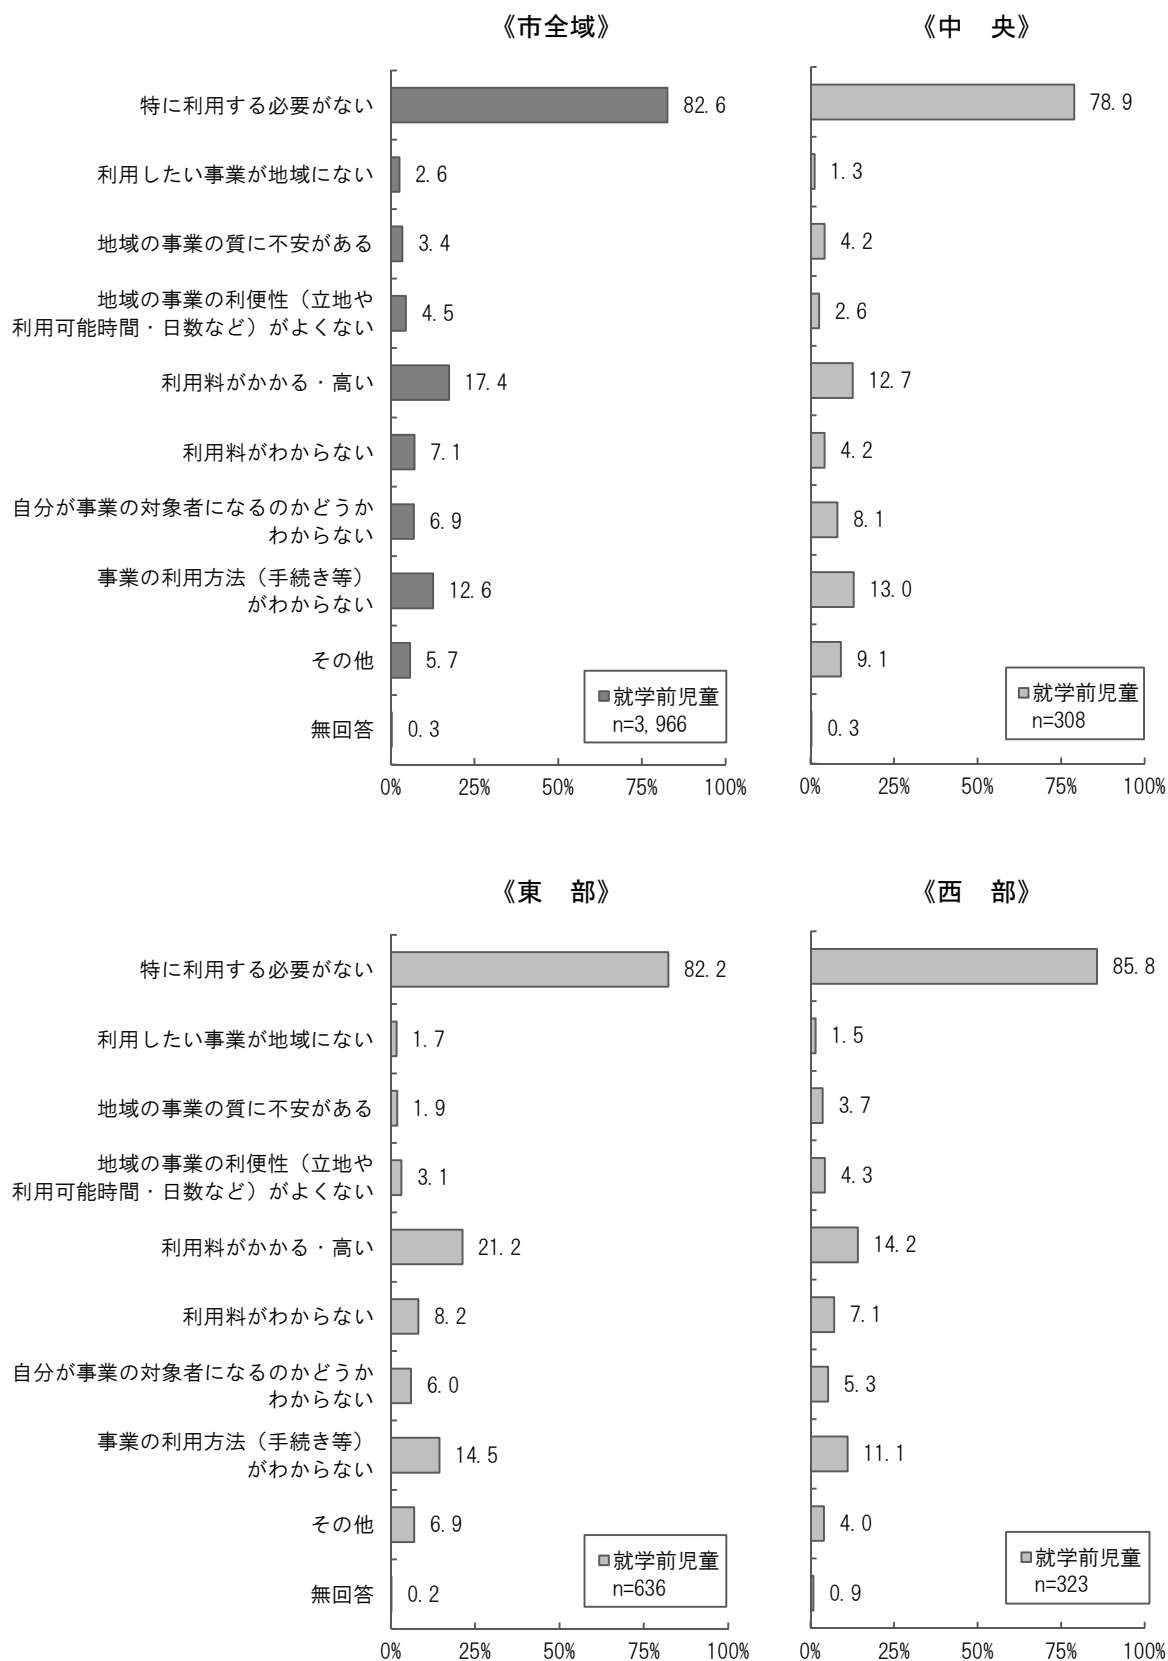 《市全域》
特に利用する必要がない 82.6
利用したい事業が地域にない 2.6
地域の事業の質に不安がある 3.4
地域の事業の利便性（立地や
利用可能時間・日数など）がよくない 4.5
利用料がかかる・高い 17.4
利用料がわからない 7.1
自分が事業の対象者になるのかどうか
わからない 6.9
事業の利用方法（手続き等）
がわからない 12.6
その他 5.7
無回答 0.3
就学前児童
n=3,966
0% 25% 50% 75% 100%
《中　央》
78.9
1.3
4.2
2.6
12.7
4.2
8.1
13.0
9.1
0.3
就学前児童
n=308
0% 25% 50% 75% 100%
《東　部》
特に利用する必要がない 82.2
利用したい事業が地域にない 1.7
地域の事業の質に不安がある 1.9
地域の事業の利便性（立地や
利用可能時間・日数など）がよくない 3.1
利用料がかかる・高い 21.2
利用料がわからない 8.2
自分が事業の対象者になるのかどうか
わからない 6.0
事業の利用方法（手続き等）
がわからない 14.5
その他 6.9
無回答 0.2
就学前児童
n=636
0% 25% 50% 75% 100%
《西　部》
85.8
1.5
3.7
4.3
14.2
7.1
5.3
11.1
4.0
0.9
就学前児童
n=323
0% 25% 50% 75% 100%